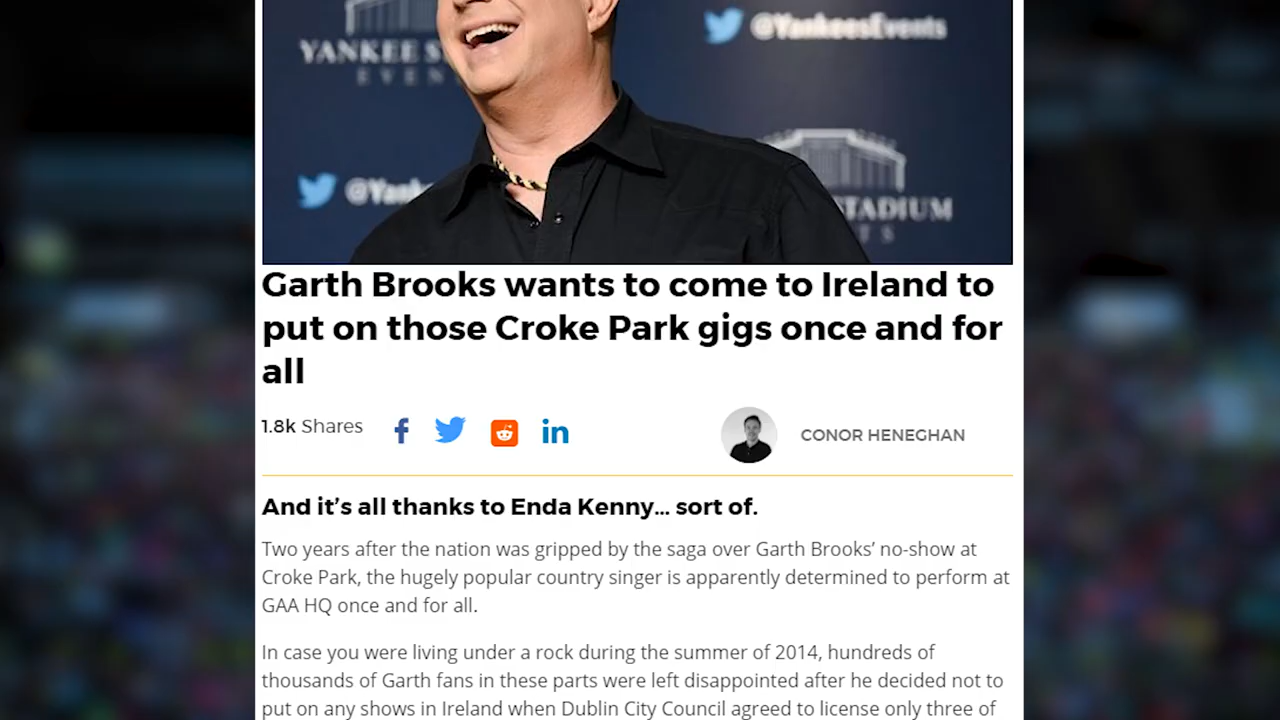 YANKEE S
EVEN
@YankeesEvents
@Yank
STADIUM
Garth Brooks wants to come to Ireland to
put on those Croke Park gigs once and for
all
1.8k Shares
CONOR HENEGHAN
And it's all thanks to Enda Kenny... sort of.
Two years after the nation was gripped by the saga over Garth Brooks' no-show at
Croke Park, the hugely popular country singer is apparently determined to perform at
GAA HQ once and for all.
In case you were living under a rock during the summer of 2014, hundreds of
thousands of Garth fans in these parts were left disappointed after he decided not to
put on any shows in Ireland when Dublin City Council agreed to license only three of